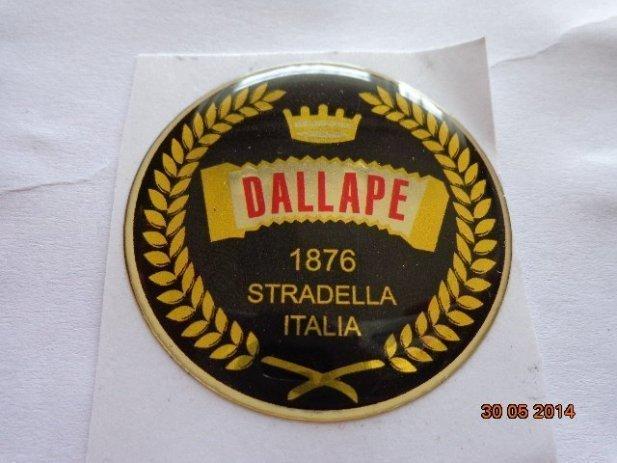 DALLAPE
1876
STRADELLA
ITALIA
30 05 2014